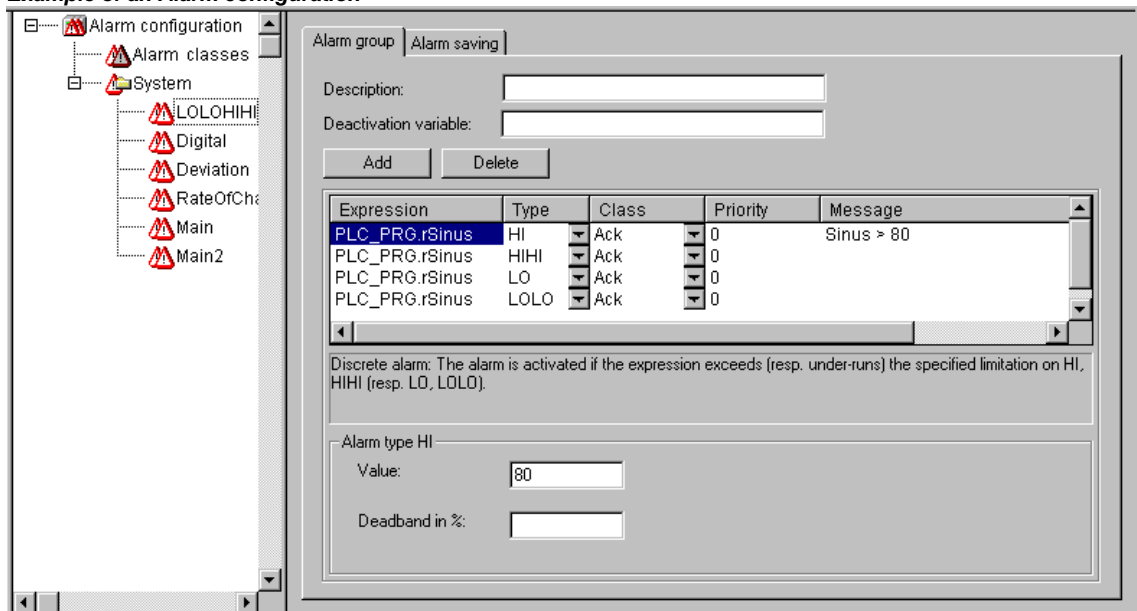 Example of an Alarm configuration
Alarm configuration
Alarm classes
System
LOLOHIHI
Digital
Deviation
RateOfCha
Main
Main2
Alarm group Alarm saving
Description:
Deactivation variable:
Add Delete
Expression Type Class Priority Message
PLC_PRG.rSinus HI Ack 0 Sinus > 80
PLC_PRG.rSinus HIHI Ack 0
PLC_PRG.rSinus LO Ack 0
PLC_PRG.rSinus LOLO Ack 0
Discrete alarm: The alarm is activated if the expression exceeds (resp. under-runs) the specified limitation on HI,
HIHI (resp. LO, LOLO).
Alarm type HI
Value: 80
Deadband in %: